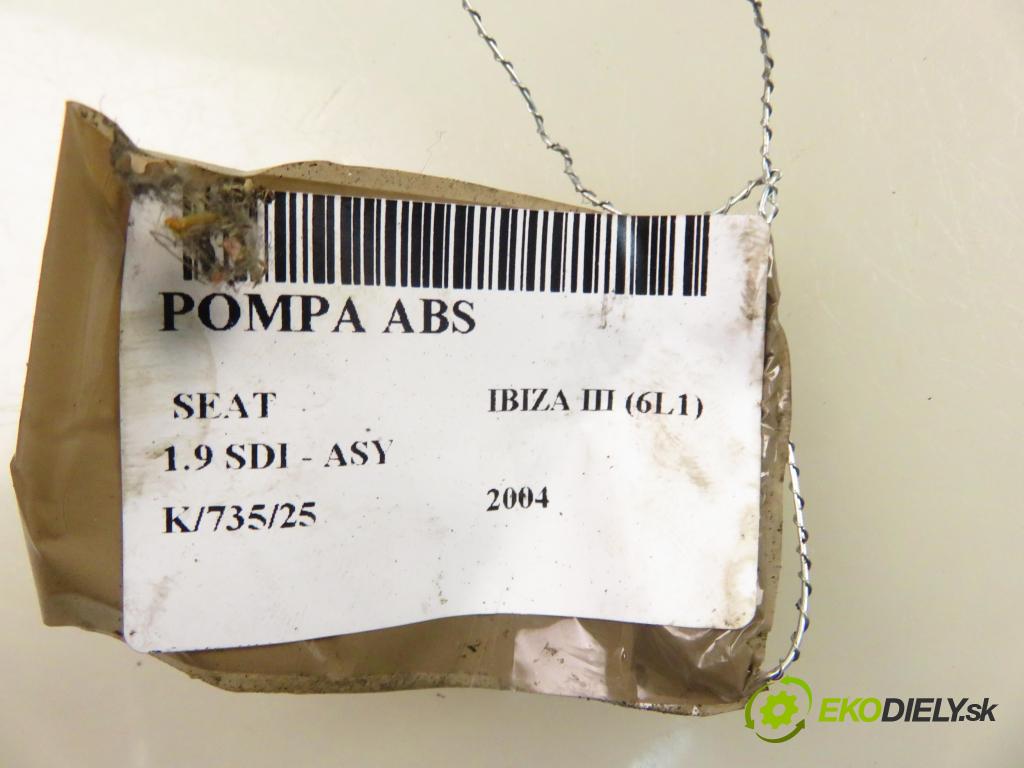 POMPA ABS
SEAT IBIZA III (6L1)
1.9 SDI - ASY
K/735/25 2004
EKODIELY.sk